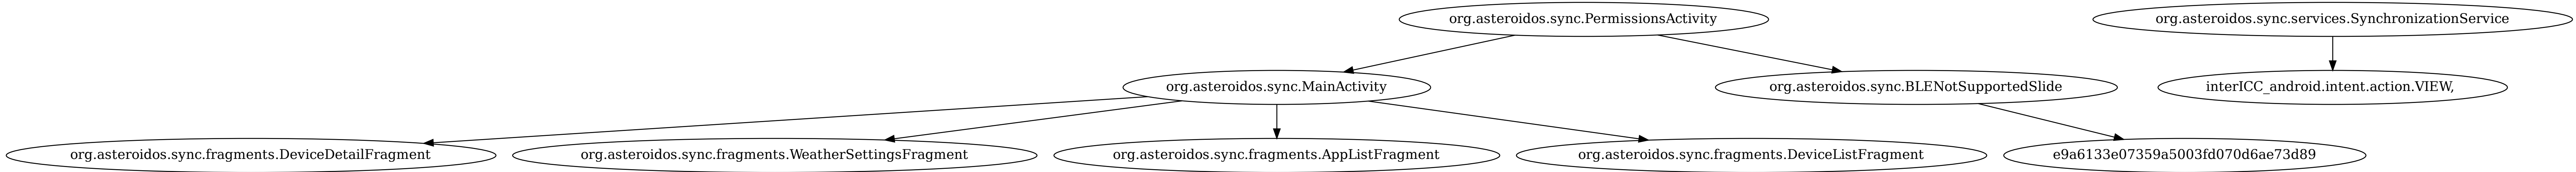 org.asteroidos.sync.PermissionsActivity
org.asteroidos.sync.services.SynchronizationService
org.asteroidos.sync.MainActivity
org.asteroidos.sync.BLENotSupportedSlide
interICC_android.intent.action.VIEW,
org.asteroidos.sync.fragments.DeviceDetailFragment
org.asteroidos.sync.fragments.WeatherSettingsFragment
org.asteroidos.sync.fragments.AppListFragment
org.asteroidos.sync.fragments.DeviceListFragment
e9a6133e07359a5003fd070d6ae73d89